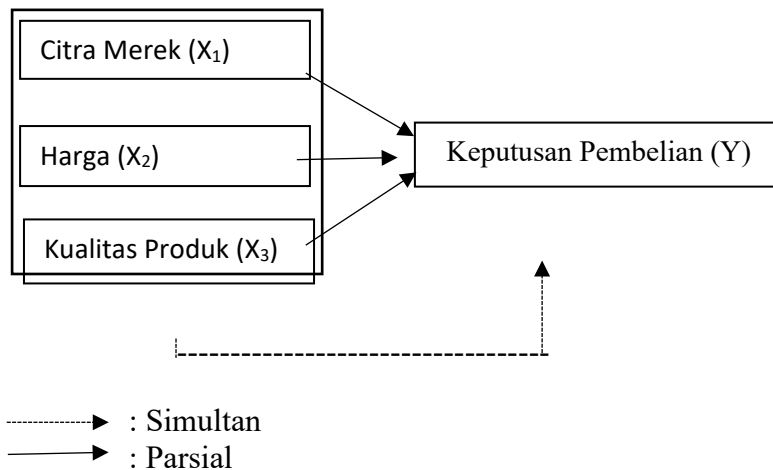 Citra Merek (X₁)
Harga (X₂)
Keputusan Pembelian (Y)
Kualitas Produk (X₃)
: Simultan
: Parsial